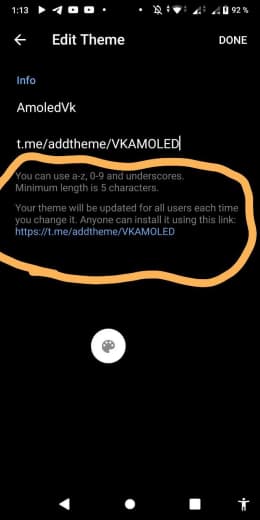 1:13
92 %
Edit Theme
DONE
Info
AmoledVk
t.me/addtheme/VKAMOLED
You can use a-z, 0-9 and underscores.
Minimum length is 5 characters.
Your theme will be updated for all users each time
you change it. Anyone can install it using this link:
https://t.me/addtheme/VKAMOLED